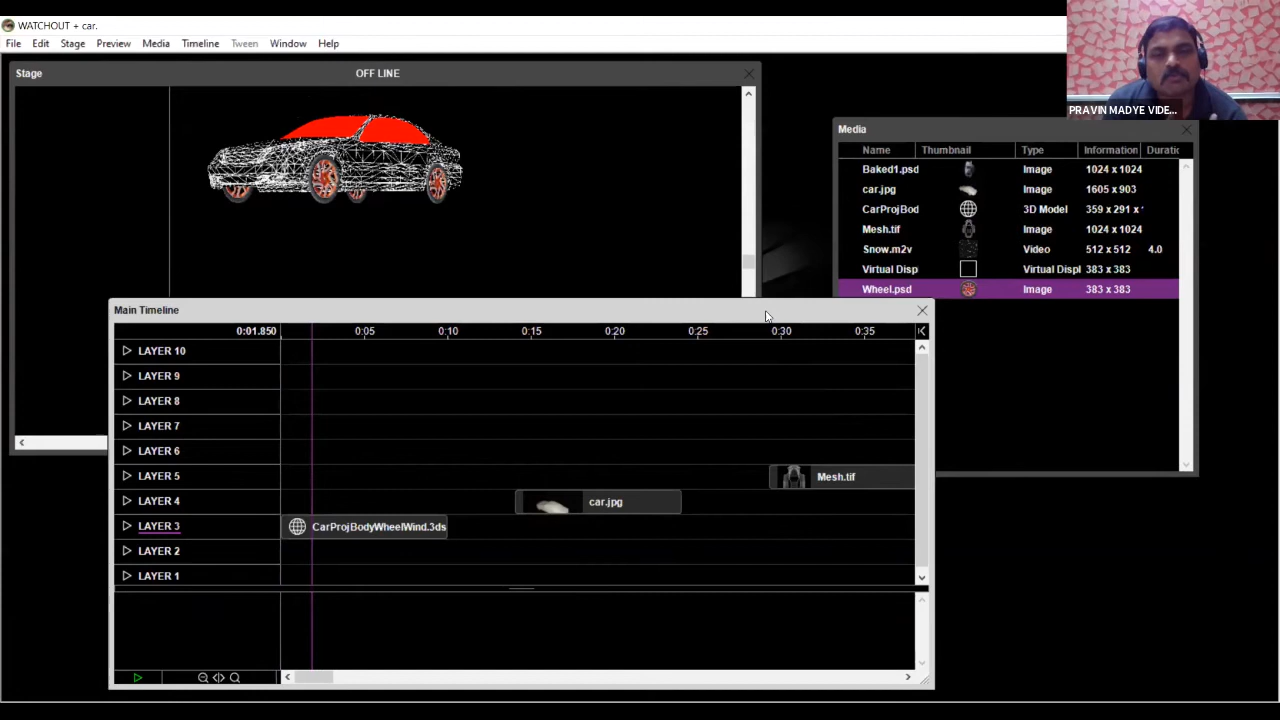 WATCHOUT + car.
File Edit Stage Preview Media Timeline Tween Window Help
PRAVIN MADYE VIDE...
Stage OFF LINE
Media
Name Thumbnail Type Information Duratic
Baked1.psd Image 1024 x 1024
car.jpg Image 1605 x 903
CarProjBod 3D Model 359 x 291 x
Mesh.tif Image 1024 x 1024
Snow.m2v Video 512 x 512 4.0
Virtual Disp Virtual Displ 383 x 383
Wheel.psd Image 383 x 383
Main Timeline
0:01.850 0:05 0:10 0:15 0:20 0:25 0:30 0:35
LAYER 10
LAYER 9
LAYER 8
LAYER 7
LAYER 6
LAYER 5 Mesh.tif
LAYER 4 car.jpg
LAYER 3 CarProjBodyWheelWind.3ds
LAYER 2
LAYER 1